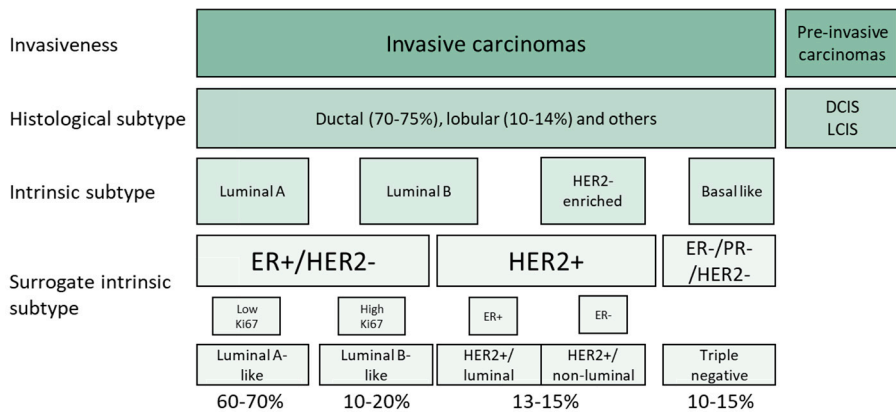 Invasiveness
Invasive carcinomas
Pre-invasive
carcinomas
Histological subtype
Ductal (70-75%), lobular (10-14%) and others
DCIS
LCIS
Intrinsic subtype
Luminal A
Luminal B
HER2-
enriched
Basal like
Surrogate intrinsic
subtype
ER+/HER2-
HER2+
ER-/PR-
/HER2-
Low
Ki67
High
Ki67
ER+
ER-
Luminal A-
like
Luminal B-
like
HER2+/
luminal
HER2+/
non-luminal
Triple
negative
60-70%
10-20%
13-15%
10-15%